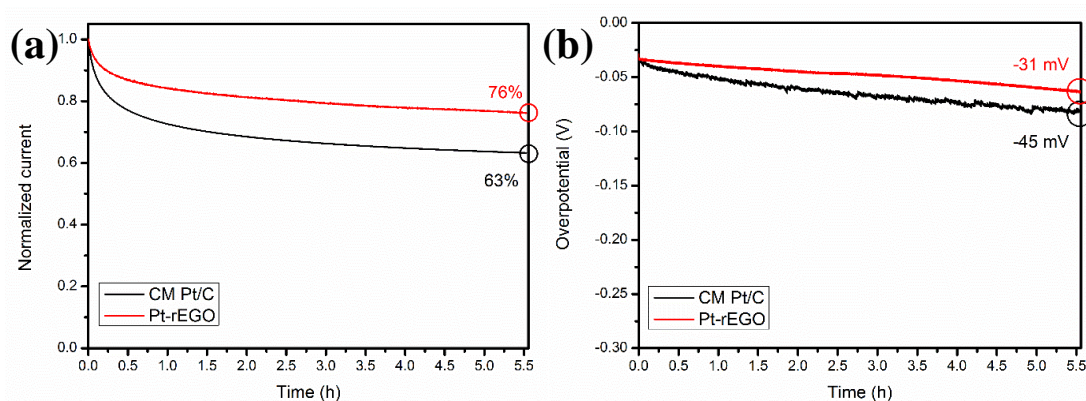 (a)
Normalized current
1.0
0.8
0.6
0.4
0.2
0.0
76%
63%
CM Pt/C
Pt-rEGO
0.0 0.5 1.0 1.5 2.0 2.5 3.0 3.5 4.0 4.5 5.0 5.5
Time (h)
(b)
Overpotential (V)
0.00
-0.05
-0.10
-0.15
-0.20
-0.25
-0.30
-31 mV
-45 mV
CM Pt/C
Pt-rEGO
0.0 0.5 1.0 1.5 2.0 2.5 3.0 3.5 4.0 4.5 5.0 5.5
Time (h)